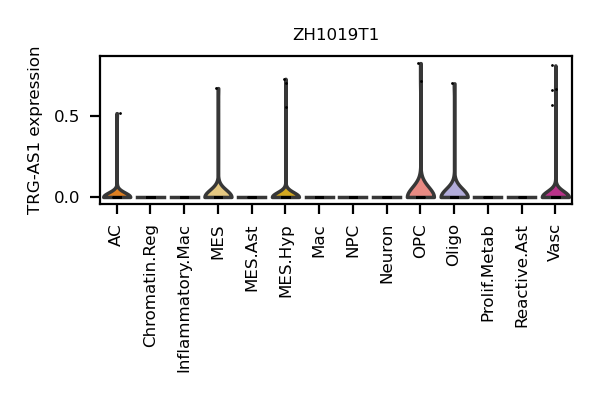 ZH1019T1
TRG-AS1 expression
0.5
0.0
AC
Chromatin.Reg
Inflammatory.Mac
MES
MES.Ast
MES.Hyp
Mac
NPC
Neuron
OPC
Oligo
Prolif.Metab
Reactive.Ast
Vasc